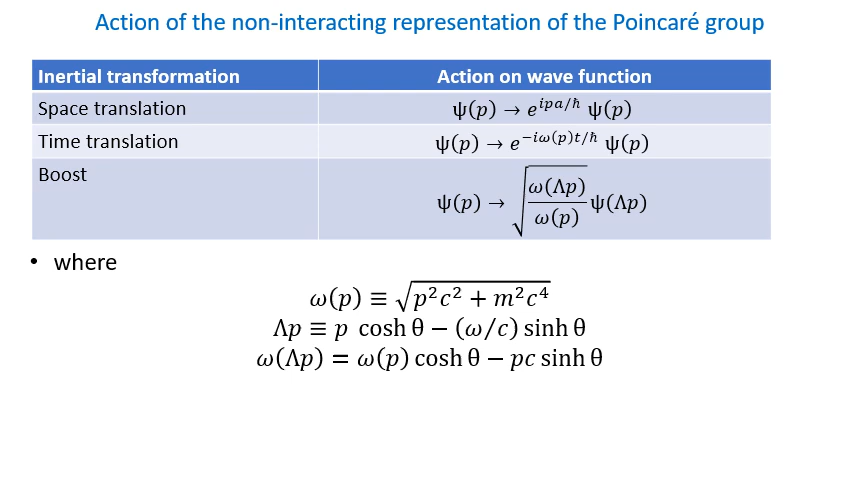 Action of the non-interacting representation of the Poincaré group
Inertial transformation Action on wave function
Space translation ψ(p) → e^{ipa/ħ} ψ(p)
Time translation ψ(p) → e^{−iω(p)t/ħ} ψ(p)
Boost ψ(p) → √(ω(Λp)/ω(p)) ψ(Λp)
• where
ω(p) ≡ √(p²c² + m²c⁴)
Λp ≡ p cosh θ − (ω/c) sinh θ
ω(Λp) = ω(p) cosh θ − pc sinh θ